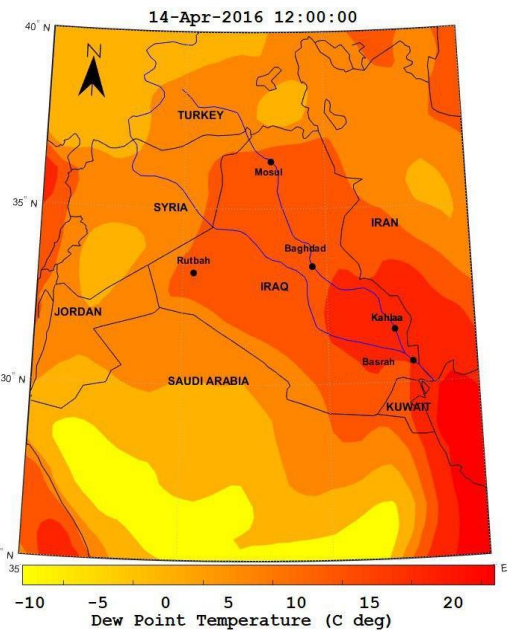 14-Apr-2016 12:00:00
40° N
N
TURKEY
Mosul
35° N
SYRIA
IRAN
Baghdad
Rutbah
IRAQ
JORDAN
Kahlaa
Basrah
30° N
SAUDI ARABIA
KUWAIT
° N
35
E
-10 -5 0 5 10 15 20
Dew Point Temperature (C deg)